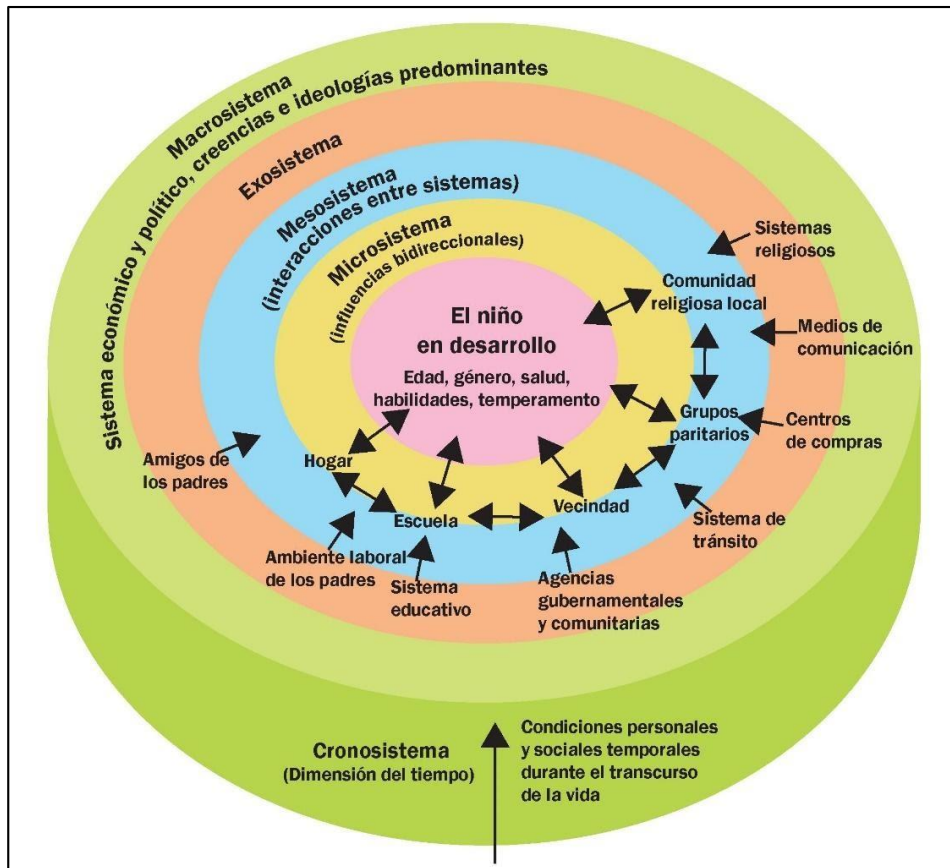 Macrosistema
Sistema económico y político, creencias e ideologías predominantes
Exosistema
Mesosistema
(interacciones entre sistemas)
Microsistema
(influencias bidireccionales)
El niño
en desarrollo
Edad, género, salud,
habilidades, temperamento
Sistemas
religiosos
Comunidad
religiosa local
Medios de
comunicación
Grupos
paritarios
Centros
de compras
Amigos de
los padres
Hogar
Escuela
Vecindad
Sistema de
tránsito
Ambiente laboral
de los padres
Sistema
educativo
Agencias
gubernamentales
y comunitarias
Cronosistema
(Dimensión del tiempo)
Condiciones personales
y sociales temporales
durante el transcurso
de la vida